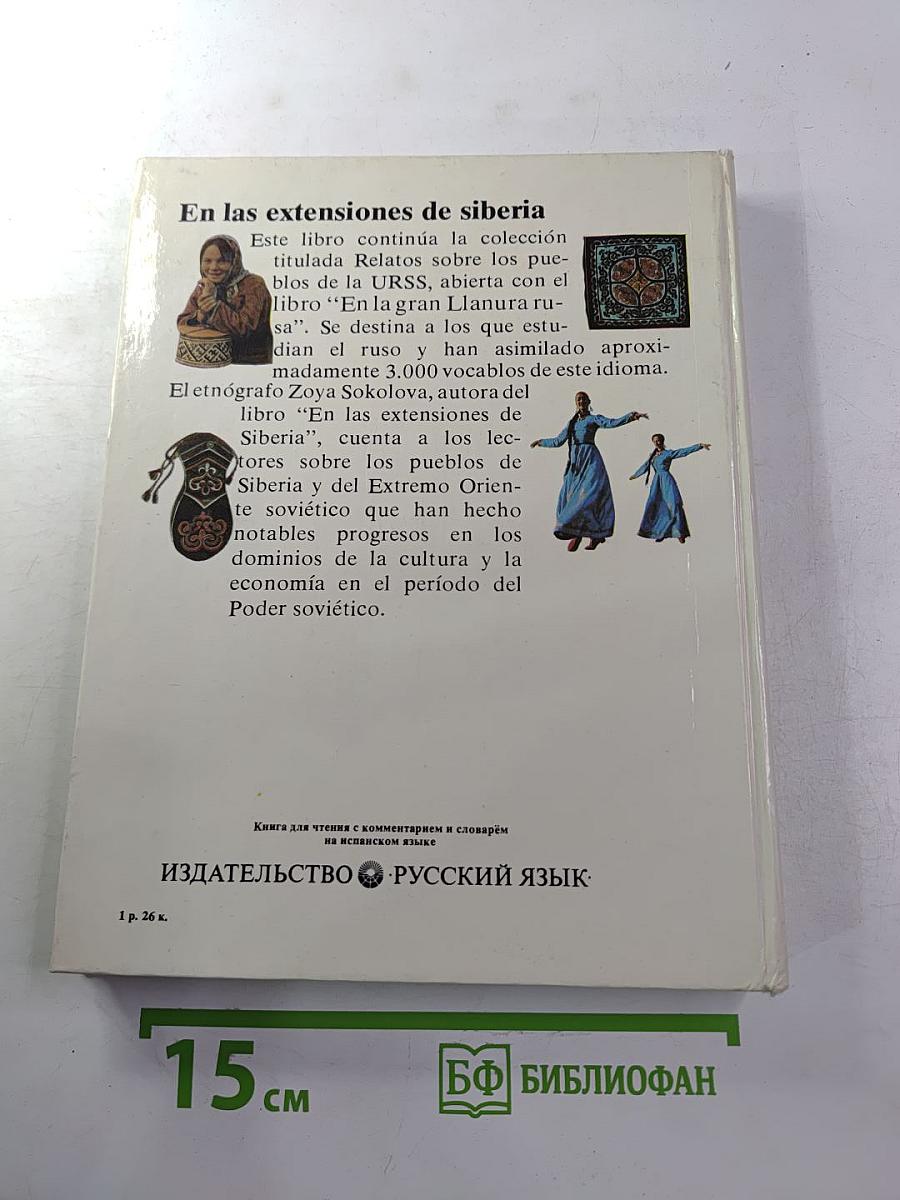 En las extensiones de siberia
Este libro continúa la colección
titulada Relatos sobre los pue-
blos de la URSS, abierta con el
libro “En la gran Llanura ru-
sa”. Se destina a los que estu-
dian el ruso y han asimilado aproxi-
madamente 3.000 vocablos de este idioma.
El etnógrafo Zoya Sokolova, autora del
libro “En las extensiones de
Siberia”, cuenta a los lec-
tores sobre los pueblos de
Siberia y del Extremo Orien-
te soviético que han hecho
notables progresos en los
dominios de la cultura y la
economía en el período del
Poder soviético.
Книга для чтения с комментарием и словарём
на испанском языке
ИЗДАТЕЛЬСТВО ·РУССКИЙ ЯЗЫК·
1 р. 26 к.
15 см
БФ БИБЛИОФАН